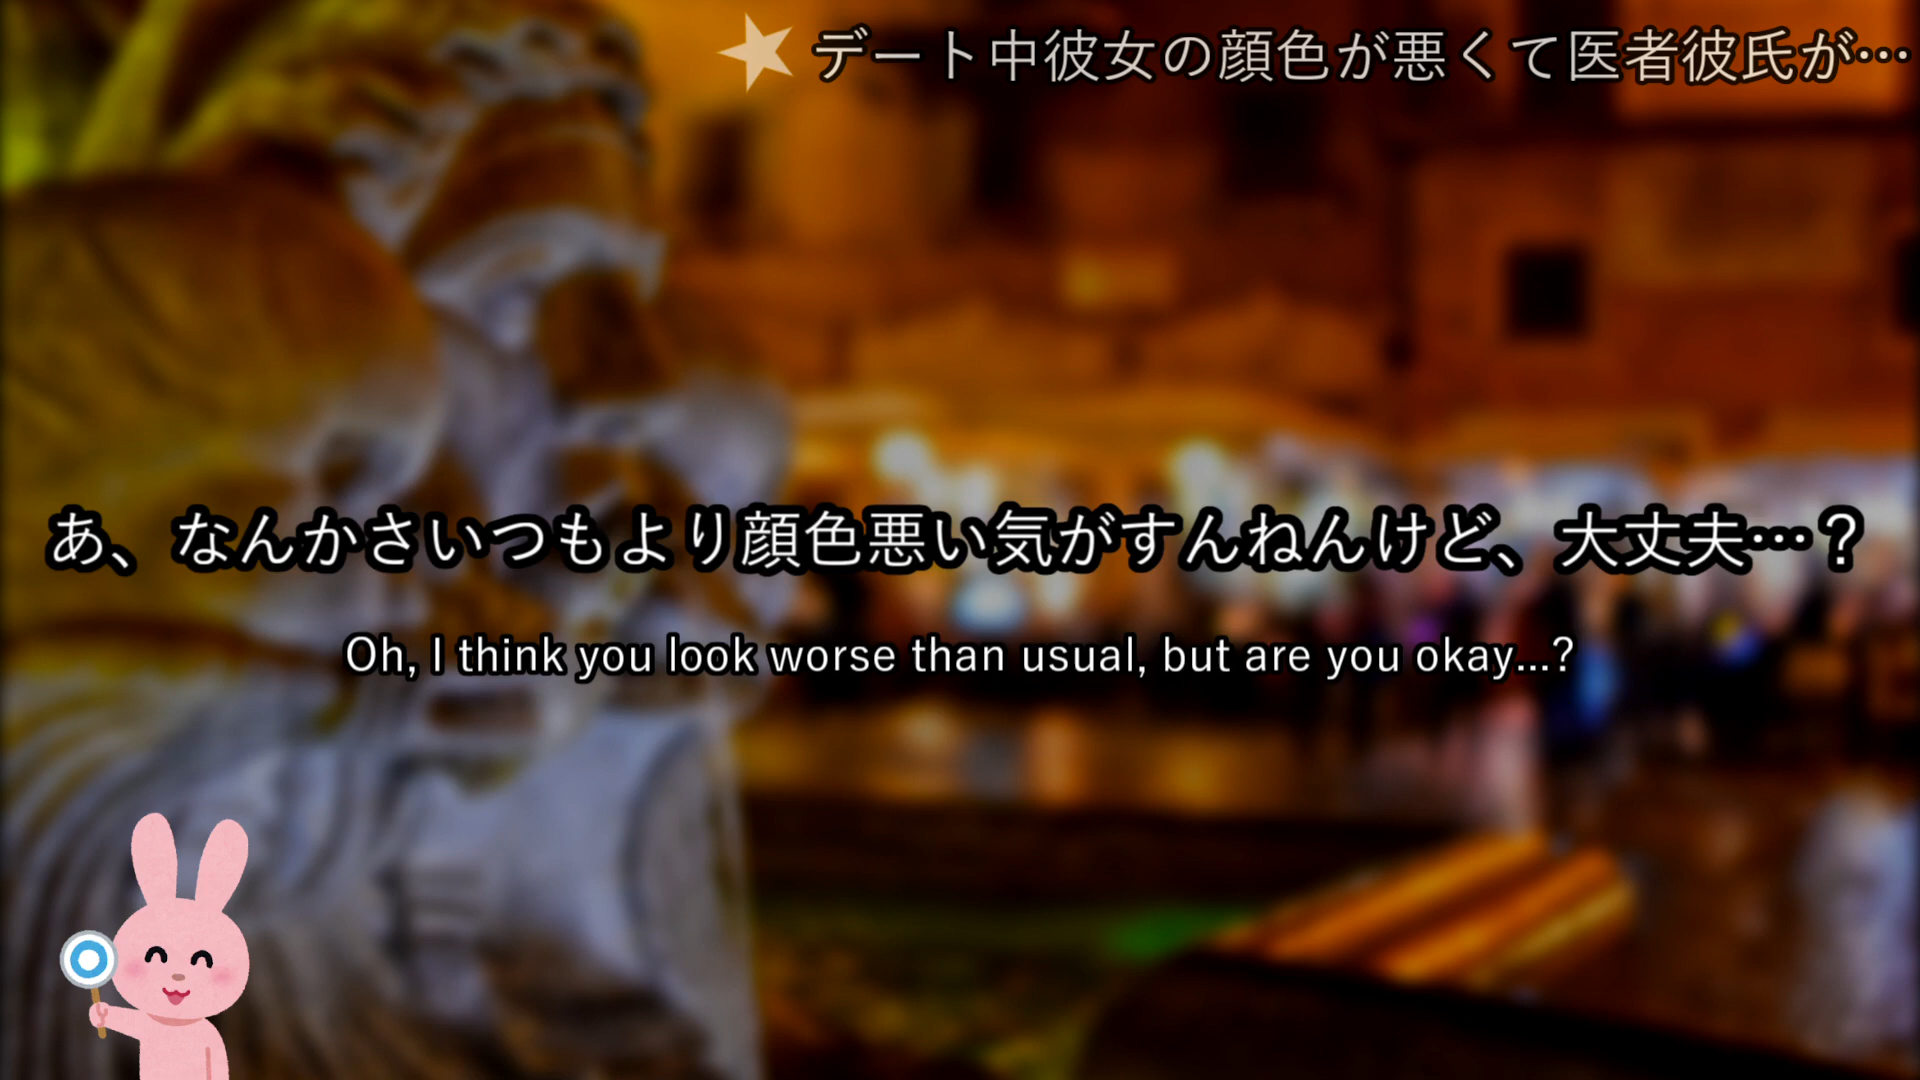 ★ デート中彼女の顔色が悪くて医者彼氏が…
あ、なんかさいつもより顔色悪い気がすんねんけど、大丈夫…？
Oh, I think you look worse than usual, but are you okay...?